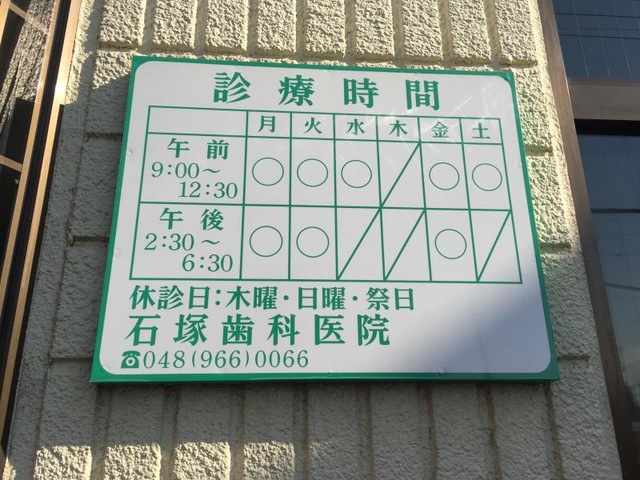 診療時間
月 火 水 木 金 土
午前 9:00～12:30 ○ ○ ○ ／ ○ ○
午後 2:30～6:30 ○ ○ ／ ／ ○ ／
休診日:木曜・日曜・祭日
石塚歯科医院
☎048(966)0066